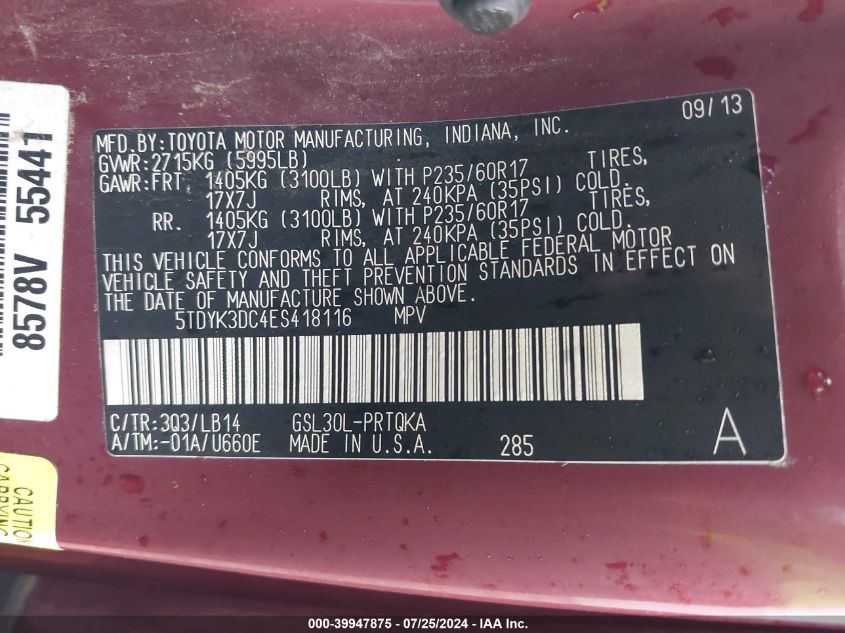 09/13
MFD.BY:TOYOTA MOTOR MANUFACTURING, INDIANA, INC.
GVWR:2715KG (5995LB)
GAWR:FRT. 1405KG (3100LB) WITH P235/60R17 TIRES,
17X7J RIMS, AT 240KPA (35PSI) COLD.
RR. 1405KG (3100LB) WITH P235/60R17 TIRES,
17X7J RIMS, AT 240KPA (35PSI) COLD.
THIS VEHICLE CONFORMS TO ALL APPLICABLE FEDERAL MOTOR
VEHICLE SAFETY AND THEFT PREVENTION STANDARDS IN EFFECT ON
THE DATE OF MANUFACTURE SHOWN ABOVE.
5TDYK3DC4ES418116 MPV
C/TR:3Q3/LB14 GSL30L-PRTQKA
A/TM:-01A/U660E MADE IN U.S.A. 285 A
8578V 55441
CAUTION
CARRYING
000-39947875 / 07/25/2024 / IAA, Inc.